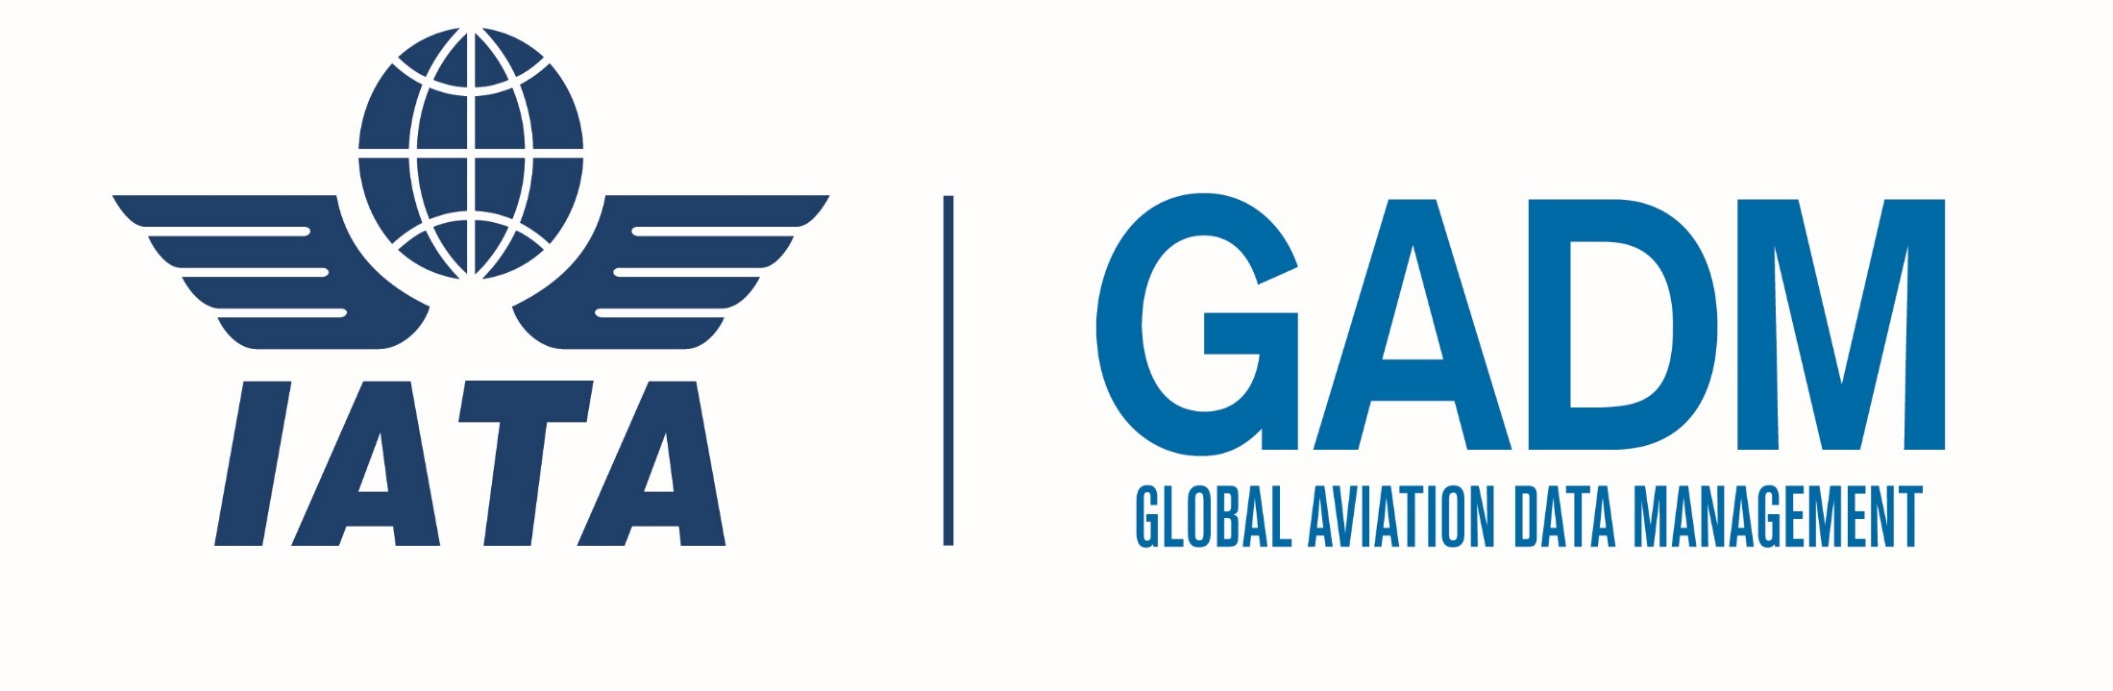 IATA
GADM
GLOBAL AVIATION DATA MANAGEMENT